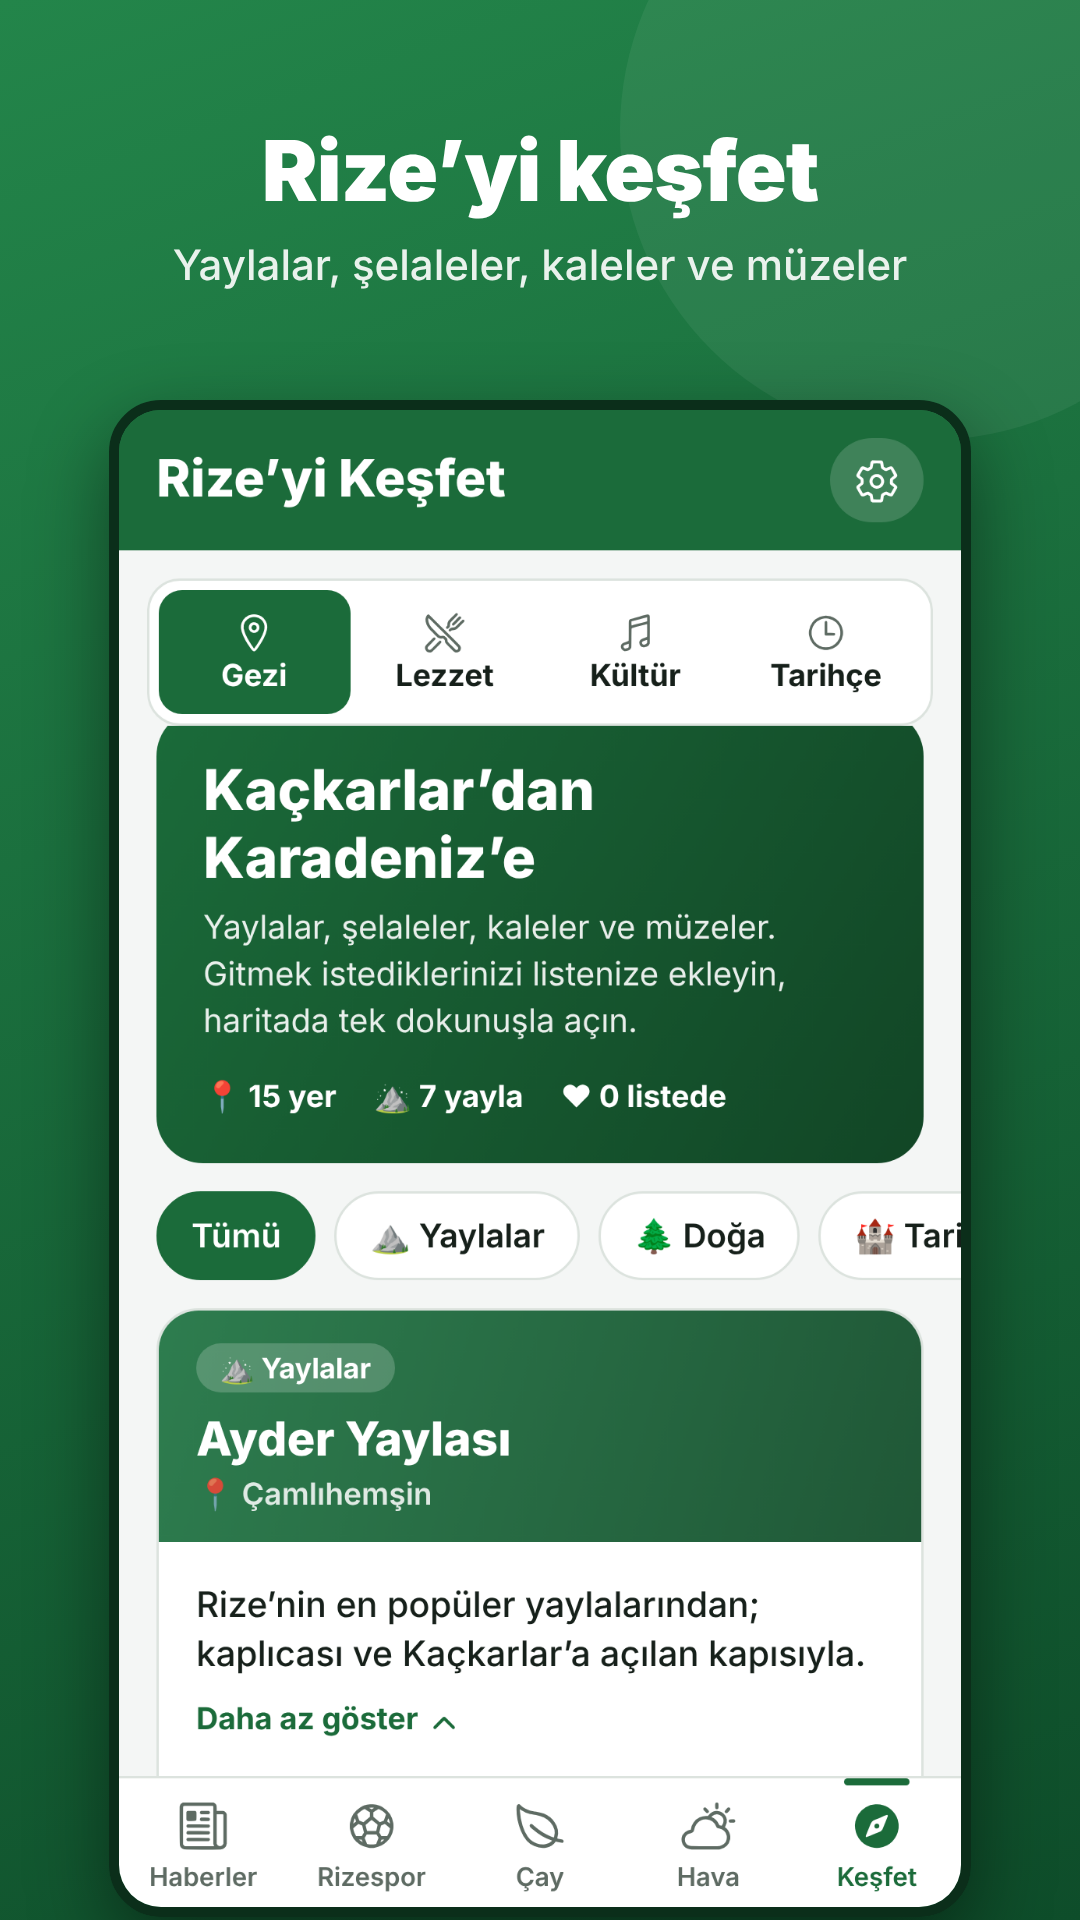 Rize’yi keşfet
Yaylalar, şelaleler, kaleler ve müzeler
Rize’yi Keşfet
Gezi
Lezzet
Kültür
Tarihçe
Kaçkarlar’dan
Karadeniz’e
Yaylalar, şelaleler, kaleler ve müzeler.
Gitmek istediklerinizi listenize ekleyin,
haritada tek dokunuşla açın.
15 yer
7 yayla
0 listede
Tümü
Yaylalar
Doğa
Tari
Yaylalar
Ayder Yaylası
Çamlıhemşin
Rize’nin en popüler yaylalarından;
kaplıcası ve Kaçkarlar’a açılan kapısıyla.
Daha az göster
Haberler
Rizespor
Çay
Hava
Keşfet